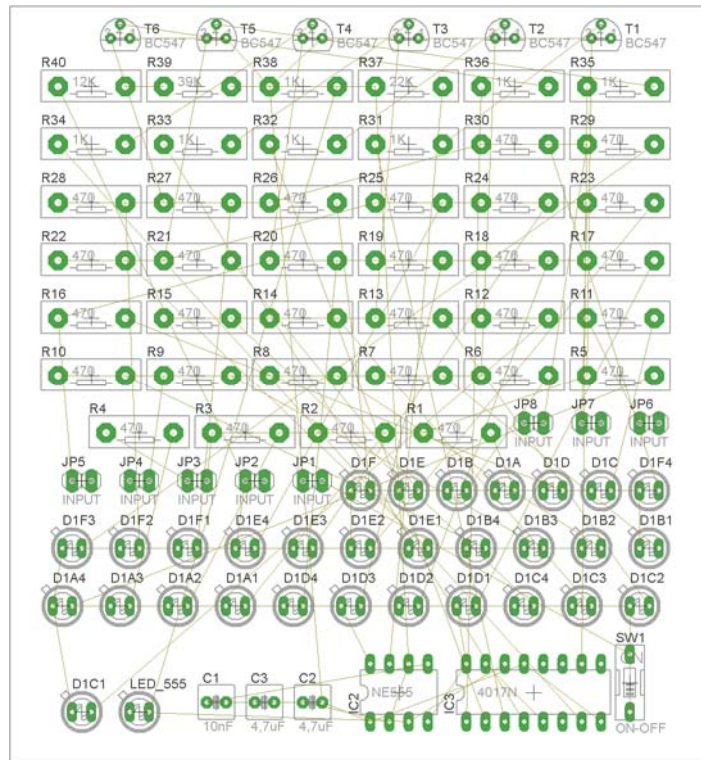 T6 T5 T4 T3 T2 T1
BC547 BC547 BC547 BC547 BC547 BC547
R40 R39 R38 R37 R36 R35
12K 39K 1K 22K 1K 1K
R34 R33 R32 R31 R30 R29
1K 1K 1K 1K 470 470
R28 R27 R26 R25 R24 R23
470 470 470 470 470 470
R22 R21 R20 R19 R18 R17
470 470 470 470 470 470
R16 R15 R14 R13 R12 R11
470 470 470 470 470 470
R10 R9 R8 R7 R6 R5
470 470 470 470 470 470
R4 R3 R2 R1 JP8 JP7 JP6
470 470 470 470 INPUT INPUT INPUT
JP5 JP4 JP3 JP2 JP1 D1F D1E D1B D1A D1D D1C D1F4
INPUT INPUT INPUT INPUT INPUT
D1F3 D1F2 D1F1 D1E4 D1E3 D1E2 D1E1 D1B4 D1B3 D1B2 D1B1
D1A4 D1A3 D1A2 D1A1 D1D4 D1D3 D1D2 D1D1 D1C4 D1C3 D1C2
SW1
ON
D1C1 LED_555 C1 C3 C2 IC2 NE555 IC3 4017N
10nF 4,7uF 4,7uF ON-OFF